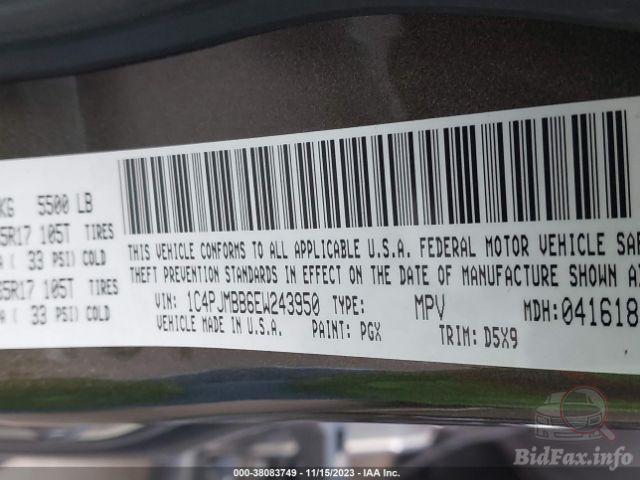 KG 5500 LB
5R17 105T TIRES
A ( 33 PSI) COLD
65R17 105T TIRES
A ( 33 PSI) COLD
THIS VEHICLE CONFORMS TO ALL APPLICABLE U.S.A. FEDERAL MOTOR VEHICLE SAF
THEFT PREVENTION STANDARDS IN EFFECT ON THE DATE OF MANUFACTURE SHOWN A
VIN: 1C4PJMBB6EW243950 TYPE: MPV MDH: 041618
VEHICLE MADE IN U.S.A. PAINT: PGX TRIM: D5X9
BidFax.info
000-38083749 - 11/15/2023 - IAA Inc.